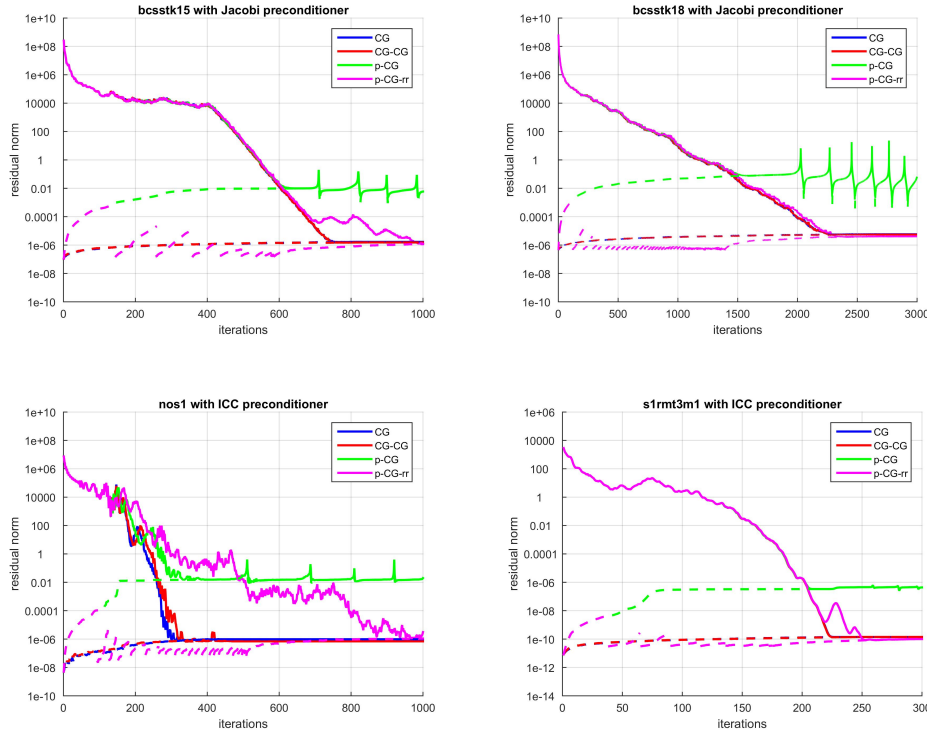 bcsstk15 with Jacobi preconditioner
1e+10
1e+08
1e+06
10000
100
1
0.01
0.0001
1e-06
1e-08
1e-10
residual norm
CG
CG-CG
p-CG
p-CG-rr
0 200 400 600 800 1000
iterations
bcsstk18 with Jacobi preconditioner
1e+10
1e+08
1e+06
10000
100
1
0.01
0.0001
1e-06
1e-08
1e-10
residual norm
CG
CG-CG
p-CG
p-CG-rr
0 500 1000 1500 2000 2500 3000
iterations
nos1 with ICC preconditioner
1e+10
1e+08
1e+06
10000
100
1
0.01
0.0001
1e-06
1e-08
1e-10
residual norm
CG
CG-CG
p-CG
p-CG-rr
0 200 400 600 800 1000
iterations
s1rmt3m1 with ICC preconditioner
1e+06
10000
100
1
0.01
0.0001
1e-06
1e-08
1e-10
1e-12
1e-14
residual norm
CG
CG-CG
p-CG
p-CG-rr
0 50 100 150 200 250 300
iterations